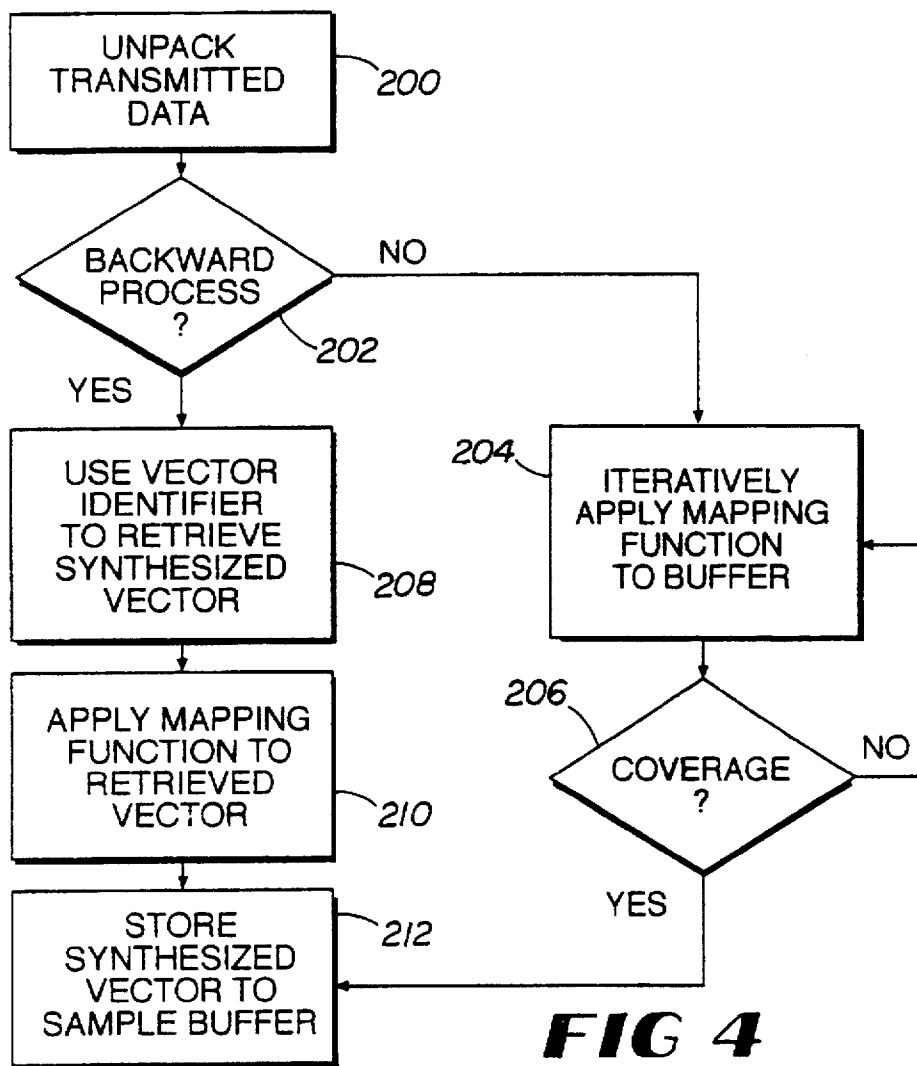 UNPACK
TRANSMITTED
DATA
200
BACKWARD
PROCESS
?
NO
202
YES
USE VECTOR
IDENTIFIER
TO RETRIEVE
SYNTHESIZED
VECTOR
208
204
ITERATIVELY
APPLY MAPPING
FUNCTION
TO BUFFER
APPLY MAPPING
FUNCTION TO
RETRIEVED
VECTOR
210
206
COVERAGE
?
NO
YES
STORE
SYNTHESIZED
VECTOR TO
SAMPLE BUFFER
212
FIG 4